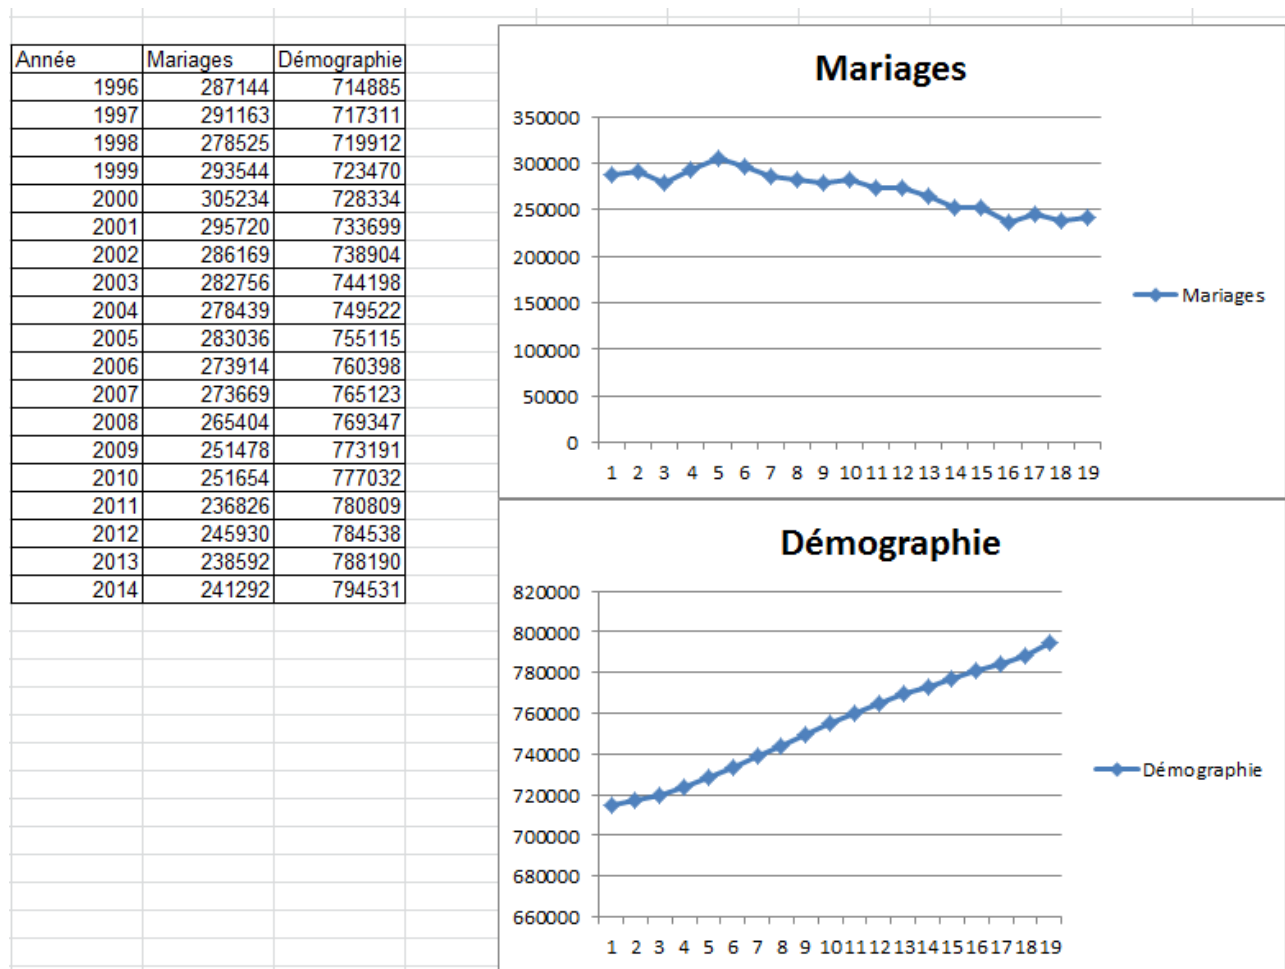 Année Mariages Démographie
1996 287144 714885
1997 291163 717311
1998 278525 719912
1999 293544 723470
2000 305234 728334
2001 295720 733699
2002 286169 738904
2003 282756 744198
2004 278439 749522
2005 283036 755115
2006 273914 760398
2007 273669 765123
2008 265404 769347
2009 251478 773191
2010 251654 777032
2011 236826 780809
2012 245930 784538
2013 238592 788190
2014 241292 794531
Mariages
350000
300000
250000
200000
150000
100000
50000
0
1 2 3 4 5 6 7 8 9 10 11 12 13 14 15 16 17 18 19
Mariages
Démographie
820000
800000
780000
760000
740000
720000
700000
680000
660000
1 2 3 4 5 6 7 8 9 10 11 12 13 14 15 16 17 18 19
Démographie